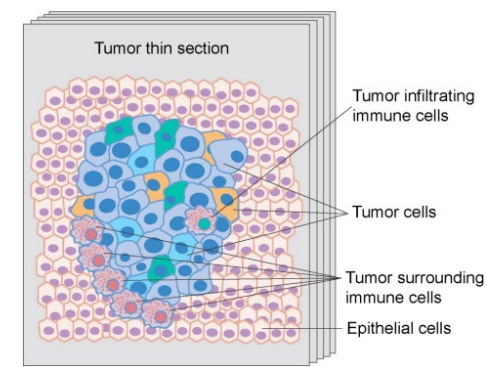 Tumor thin section
Tumor infiltrating
immune cells
Tumor cells
Tumor surrounding
immune cells
Epithelial cells